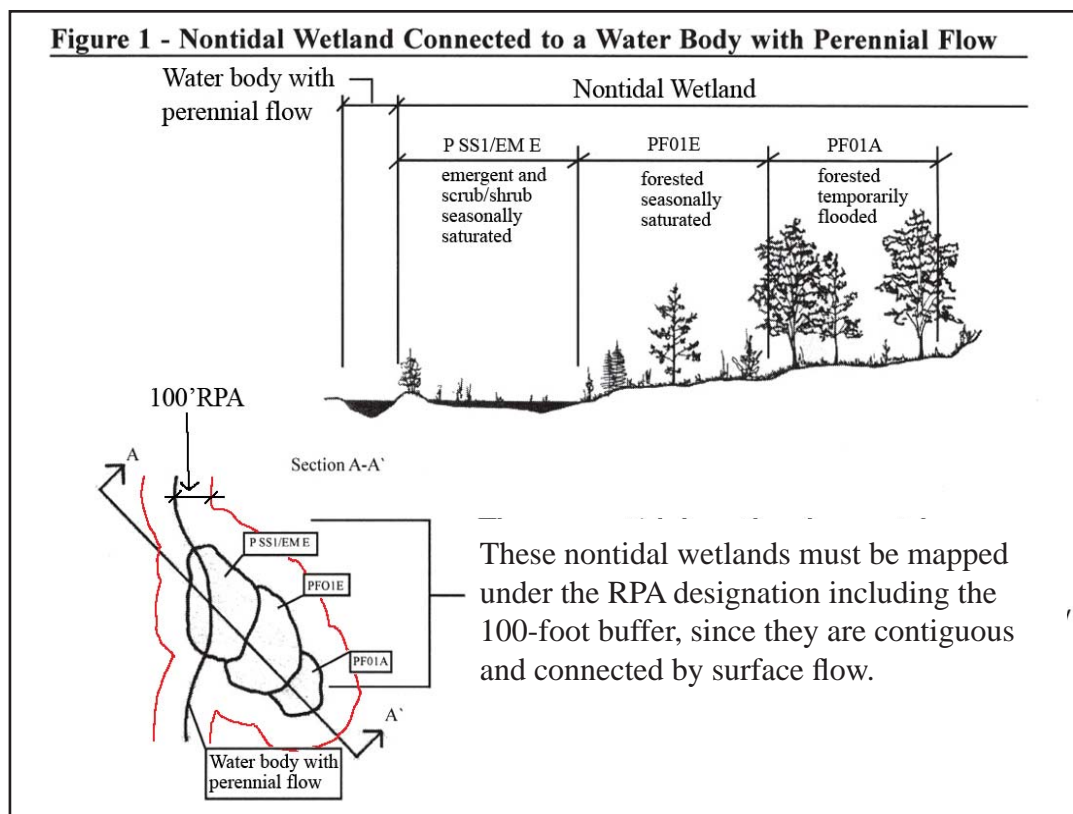 Figure 1 - Nontidal Wetland Connected to a Water Body with Perennial Flow
Water body with
perennial flow
Nontidal Wetland
P SS1/EM E
emergent and
scrub/shrub
seasonally
saturated
PF01E
forested
seasonally
saturated
PF01A
forested
temporarily
flooded
100’RPA
A
Section A-A`
P SS1/EM E
PFO1E
PF01A
A`
Water body with
perennial flow
These nontidal wetlands must be mapped
under the RPA designation including the
100-foot buffer, since they are contiguous
and connected by surface flow.